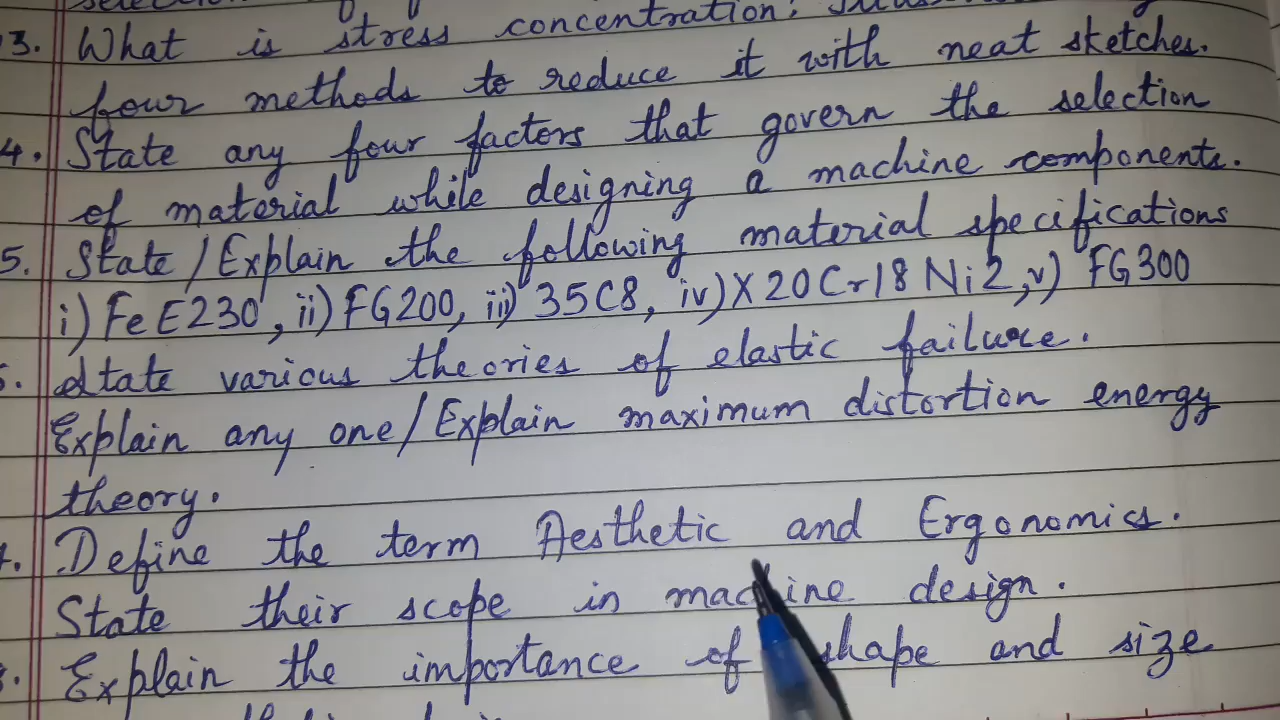 What is stress concentration.
3. four methods to reduce it with neat sketches.
4. State any four factors that govern the selection
of material while designing a machine components.
5. State/Explain the following material specifications
i) FeE230, ii) FG200, iii) 35C8, iv) X20Cr18Ni2, v) FG300
State various theories of elastic failure.
Explain any one/Explain maximum distortion energy
theory.
Define the term Aesthetic and Ergonomics.
State their scope in machine design.
Explain the importance of shape and size